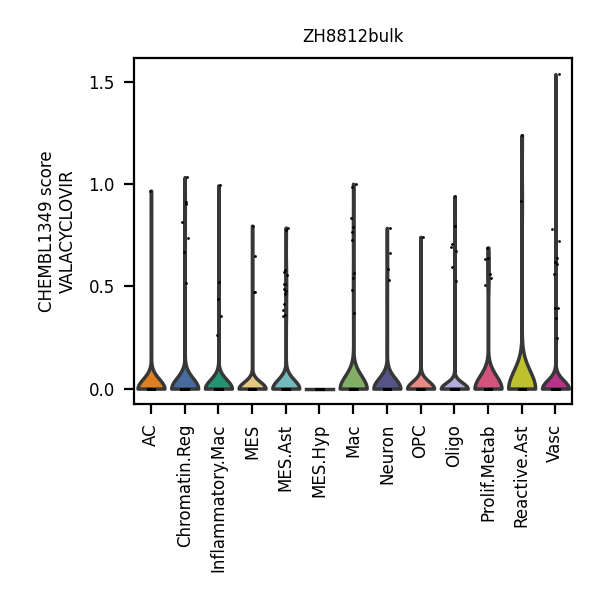 ZH8812bulk
CHEMBL1349 score
VALACYCLOVIR
1.5
1.0
0.5
0.0
AC
Chromatin.Reg
Inflammatory.Mac
MES
MES.Ast
MES.Hyp
Mac
Neuron
OPC
Oligo
Prolif.Metab
Reactive.Ast
Vasc